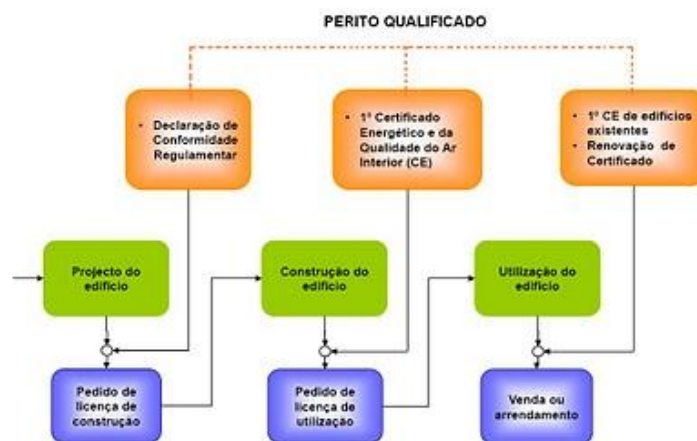 PERITO QUALIFICADO
• Declaração de
Conformidade
Regulamentar
• 1º Certificado
Energético e da
Qualidade do Ar
Interior (CE)
• 1º CE de edifícios
existentes
• Renovação de
Certificado
Projecto do
edifício
Construção do
edifício
Utilização do
edifício
Pedido de
licença de
construção
Pedido de
licença de
utilização
Venda ou
arrendamento